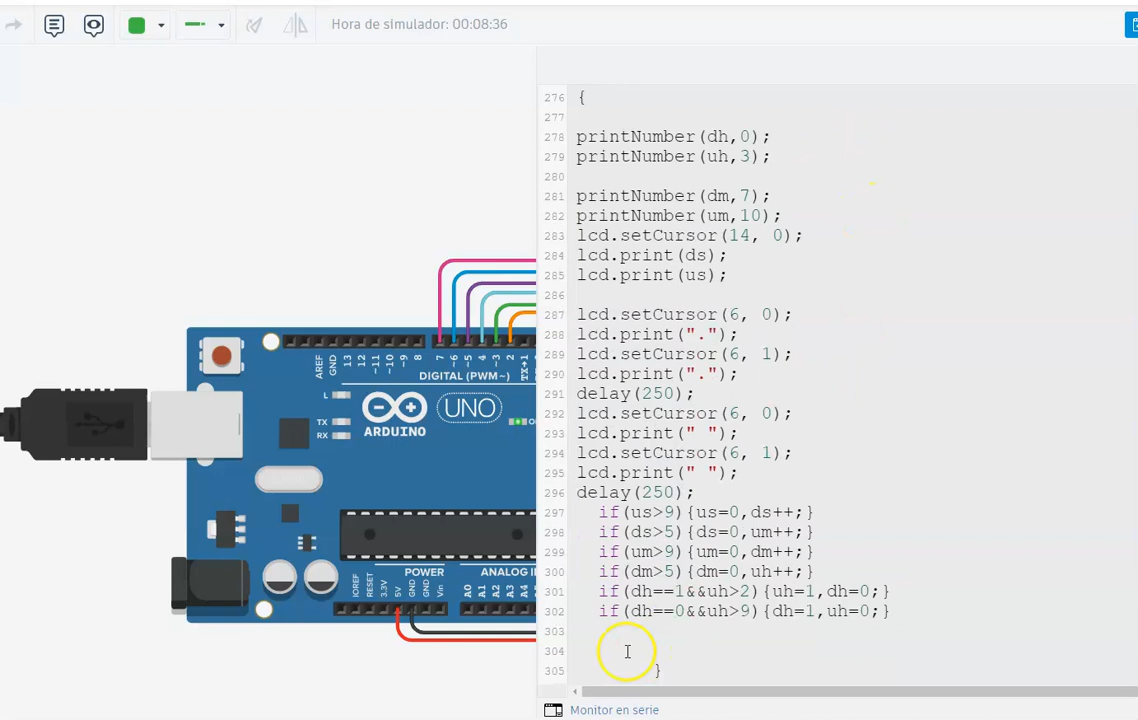 Hora de simulador: 00:08:36
276 {
277
278 printNumber(dh,0);
279 printNumber(uh,3);
280
281 printNumber(dm,7);
282 printNumber(um,10);
283 lcd.setCursor(14, 0);
284 lcd.print(ds);
285 lcd.print(us);
286
287 lcd.setCursor(6, 0);
288 lcd.print(".");
289 lcd.setCursor(6, 1);
290 lcd.print(".");
291 delay(250);
292 lcd.setCursor(6, 0);
293 lcd.print(" ");
294 lcd.setCursor(6, 1);
295 lcd.print(" ");
296 delay(250);
297 if(us>9){us=0,ds++;}
298 if(ds>5){ds=0,um++;}
299 if(um>9){um=0,dm++;}
300 if(dm>5){dm=0,uh++;}
301 if(dh==1&&uh>2){uh=1,dh=0;}
302 if(dh==0&&uh>9){dh=1,uh=0;}
303
304
305 }
Monitor en serie
AREF
GND
13
12
~11
~10
~9
8
7
~6
~5
4
~3
2
TX→1
DIGITAL (PWM~)
L
TX
RX
UNO
ARDUINO
POWER
ANALOG IN
IOREF
RESET
3.3V
5V
GND
GND
Vin
A0
A1
A2
A3
A4